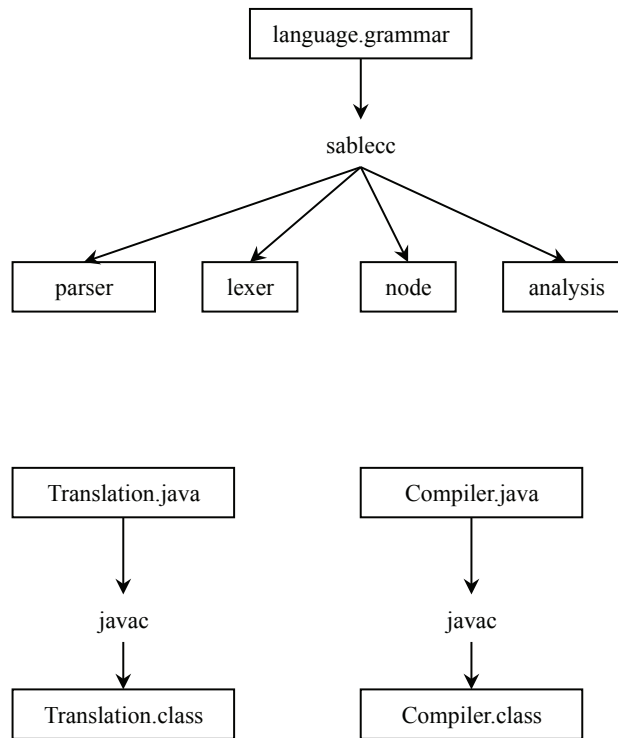 language.grammar
sablecc
parser lexer node analysis
Translation.java Compiler.java
javac javac
Translation.class Compiler.class